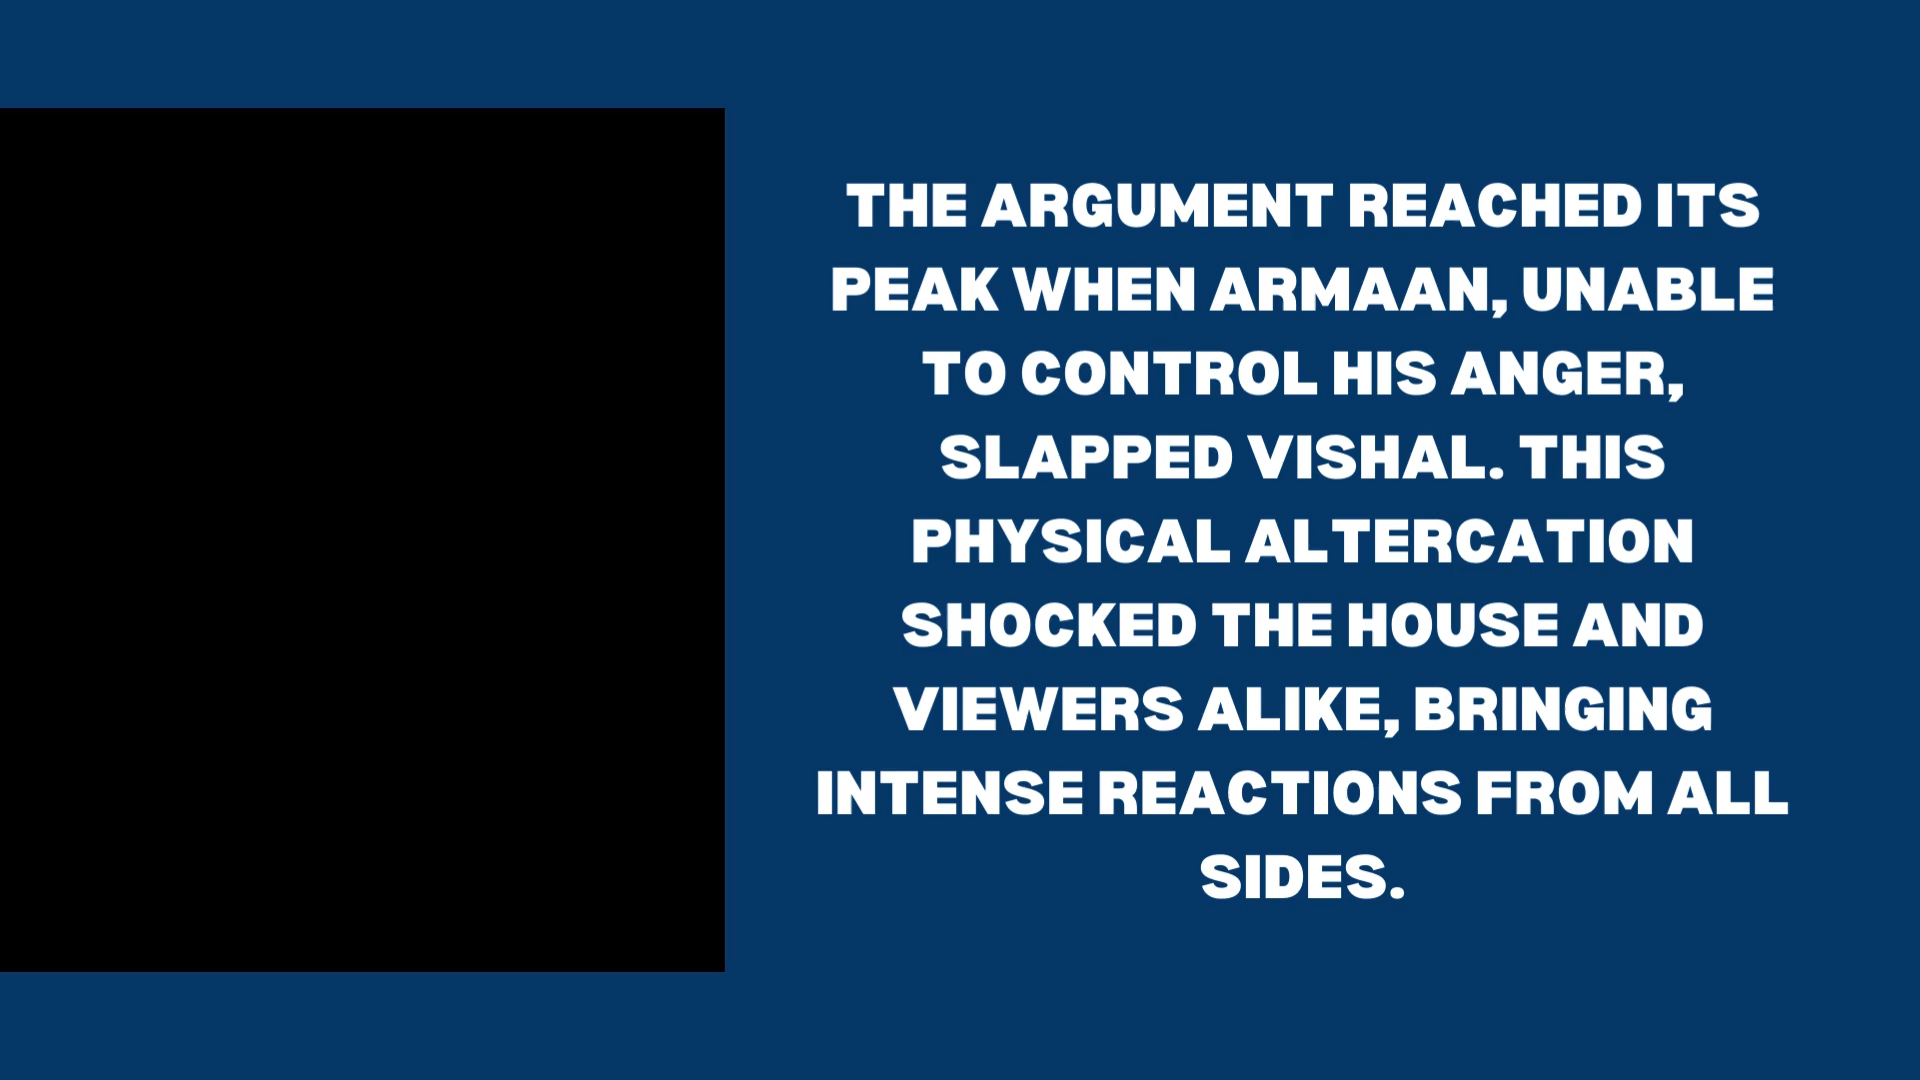 THE ARGUMENT REACHED ITS
PEAK WHEN ARMAAN, UNABLE
TO CONTROL HIS ANGER,
SLAPPED VISHAL. THIS
PHYSICAL ALTERCATION
SHOCKED THE HOUSE AND
VIEWERS ALIKE, BRINGING
INTENSE REACTIONS FROM ALL
SIDES.